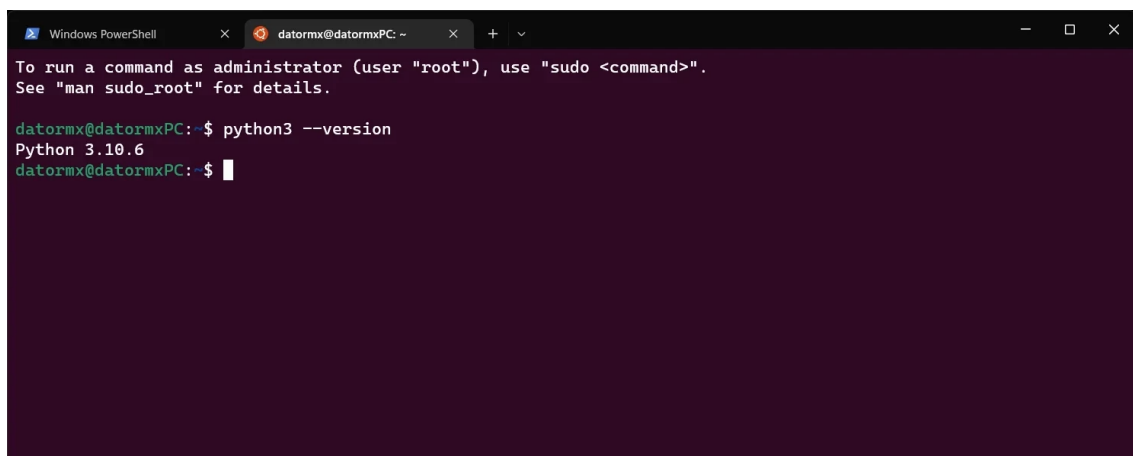 Windows PowerShell
datormx@datormxPC: ~
To run a command as administrator (user "root"), use "sudo <command>".
See "man sudo_root" for details.
datormx@datormxPC:~$ python3 --version
Python 3.10.6
datormx@datormxPC:~$